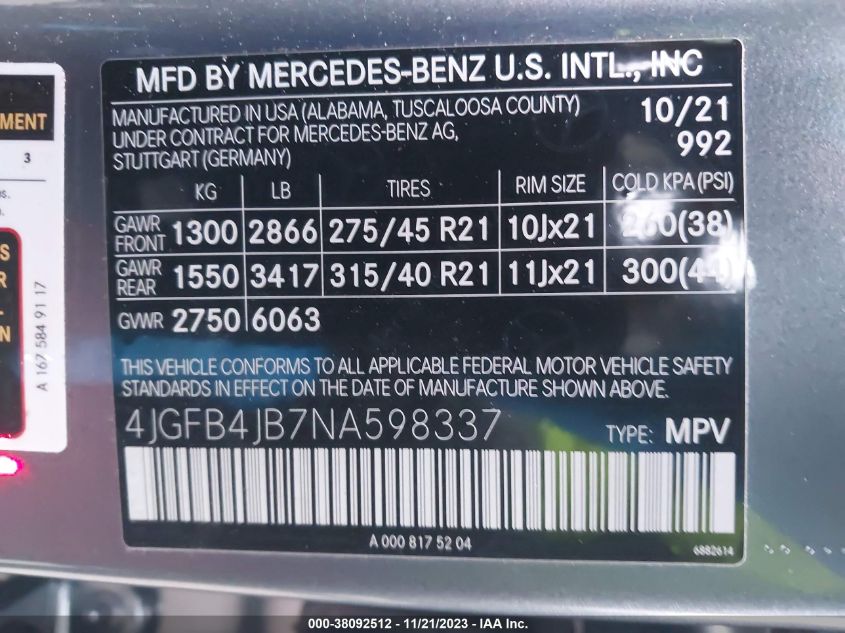 MFD BY MERCEDES-BENZ U.S. INTL., INC
MANUFACTURED IN USA (ALABAMA, TUSCALOOSA COUNTY) 10/21
UNDER CONTRACT FOR MERCEDES-BENZ AG, 992
STUTTGART (GERMANY)
KG LB TIRES RIM SIZE COLD KPA (PSI)
GAWR FRONT 1300 2866 275/45 R21 10Jx21 260(38)
GAWR REAR 1550 3417 315/40 R21 11Jx21 300(44)
GVWR 2750 6063
THIS VEHICLE CONFORMS TO ALL APPLICABLE FEDERAL MOTOR VEHICLE SAFETY
STANDARDS IN EFFECT ON THE DATE OF MANUFACTURE SHOWN ABOVE.
4JGFB4JB7NA598337 TYPE: MPV
A 000 817 52 04
6882614
MENT
3
A 167 584 91 17
000-38092512 - 11/21/2023 - IAA Inc.